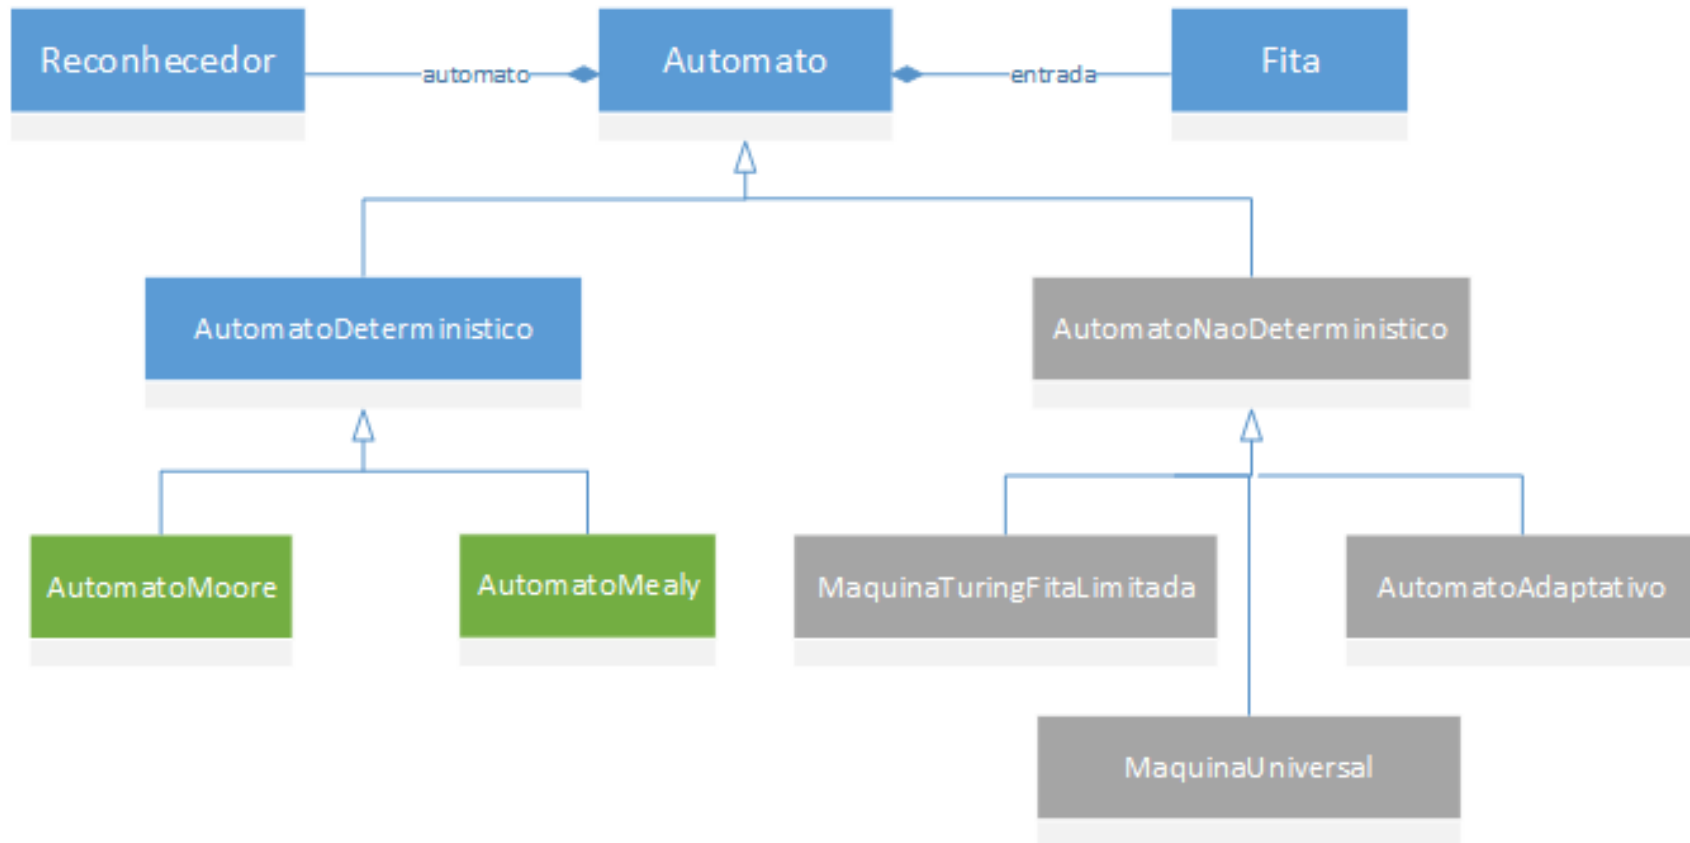 Reconhecedor
automato
Automato
entrada
Fita
AutomatoDeterministico
AutomatoNaoDeterministico
AutomatoMoore
AutomatoMealy
MaquinaTuringFitaLimitada
AutomatoAdaptativo
MaquinaUniversal